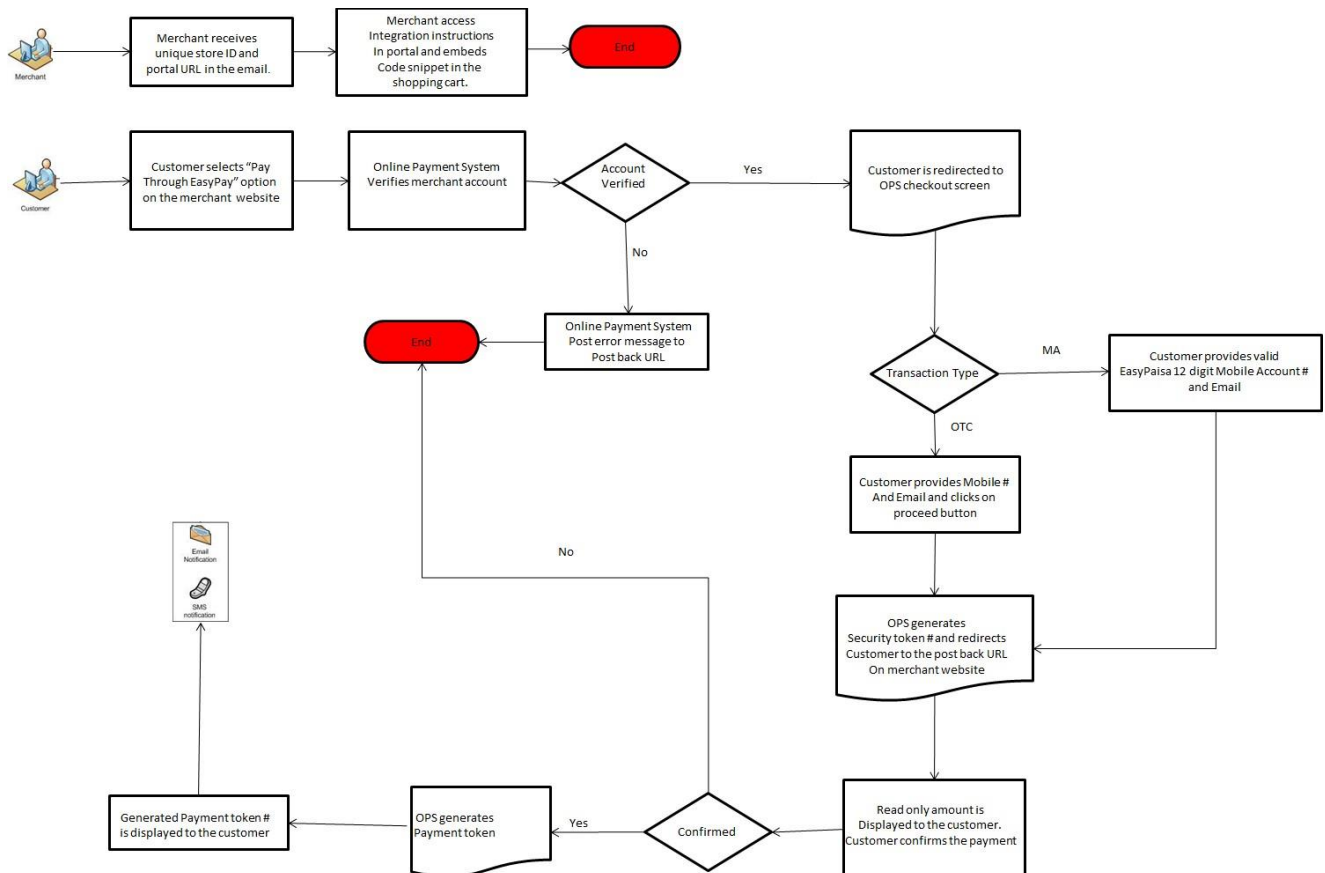 Merchant
Merchant receives
unique store ID and
portal URL in the email.
Merchant access
Integration instructions
In portal and embeds
Code snippet in the
shopping cart.
End
Customer
Customer selects “Pay
Through EasyPay” option
on the merchant website
Online Payment System
Verifies merchant account
Account
Verified
Yes
Customer is redirected to
OPS checkout screen
No
Online Payment System
Post error message to
Post back URL
End
Transaction Type
MA
Customer provides valid
EasyPaisa 12 digit Mobile Account #
and Email
OTC
Customer provides Mobile #
And Email and clicks on
proceed button
OPS generates
Security token # and redirects
Customer to the post back URL
On merchant website
Read only amount is
Displayed to the customer.
Customer confirms the payment
Confirmed
No
Yes
OPS generates
Payment token
Generated Payment token #
is displayed to the customer
Email
Notification
SMS
notification